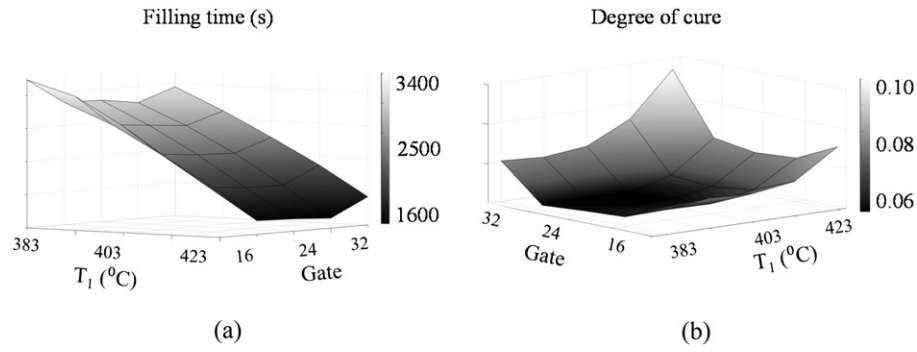 Filling time (s)
3400
2500
1600
383
403
423
16
24
32
T1 (⁰C)
Gate
(a)
Degree of cure
0.10
0.08
0.06
32
24
16
383
403
423
Gate
T1 (⁰C)
(b)